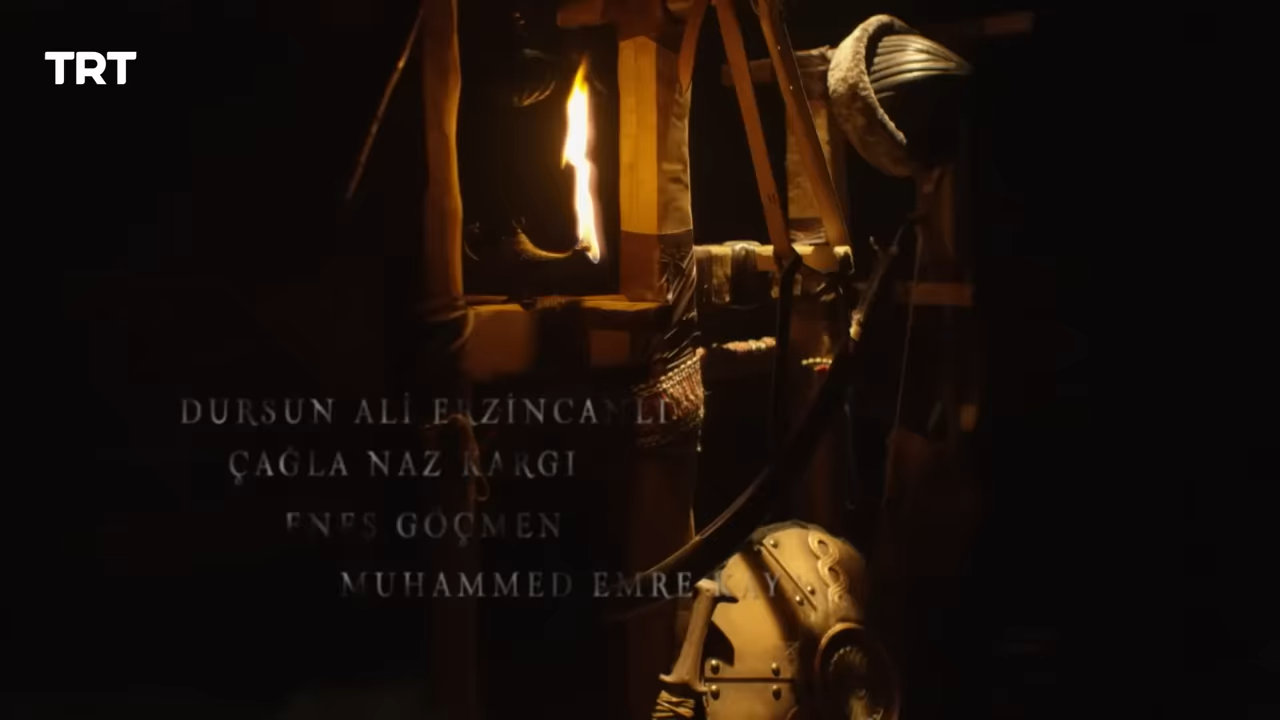 TRT
DURSUN ALİ ERZİNCANLI
ÇAĞLA NAZ KARGI
ENES GÖÇMEN
MUHAMMED EMRE KAY